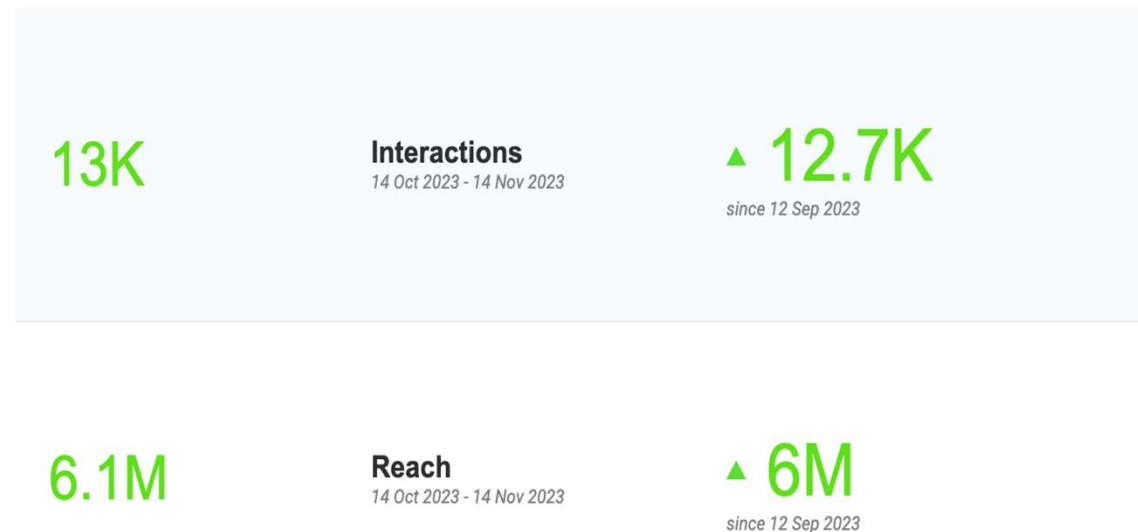 13K
Interactions
14 Oct 2023 - 14 Nov 2023
▲ 12.7K
since 12 Sep 2023
6.1M
Reach
14 Oct 2023 - 14 Nov 2023
▲ 6M
since 12 Sep 2023